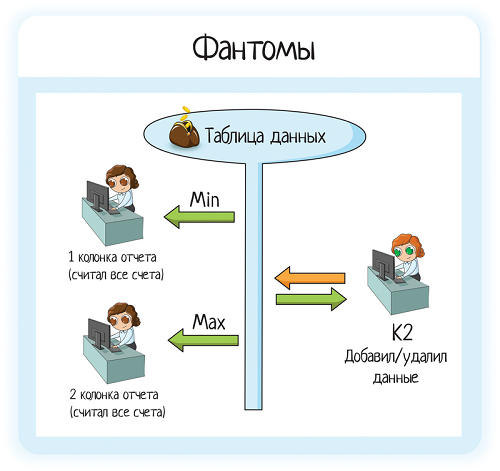 Фантомы
Таблица данных
Min
1 колонка отчета
(считал все счета)
Max
2 колонка отчета
(считал все счета)
К2
Добавил/удалил
данные